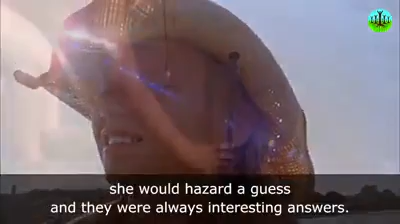 she would hazard a guess
and they were always interesting answers.